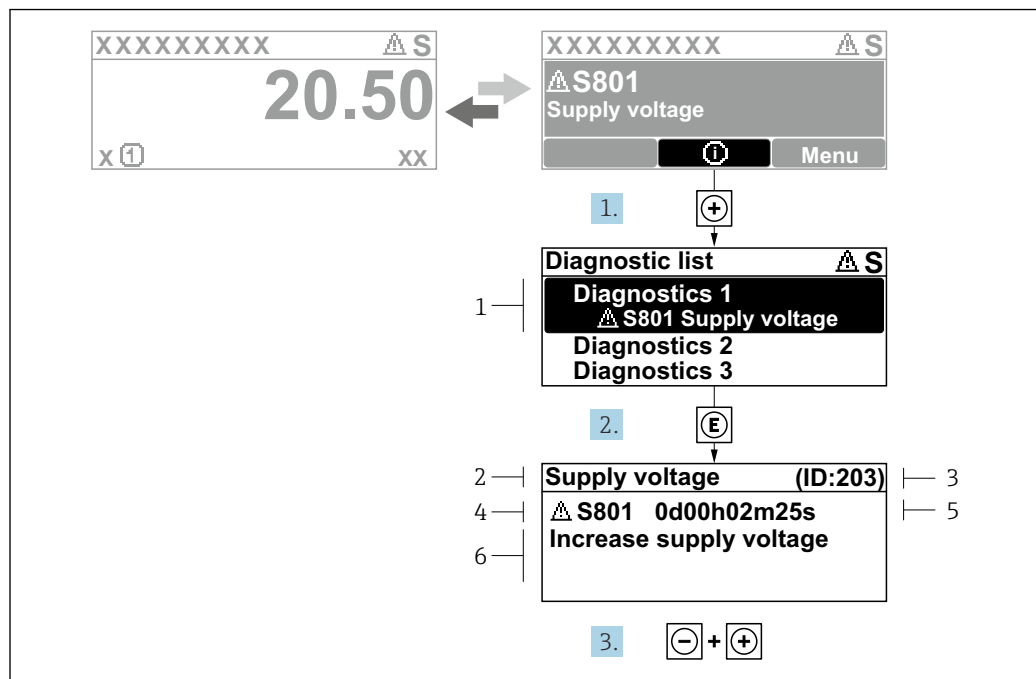 XXXXXXXXX ⚠ S
20.50
X ① XX
XXXXXXXXX ⚠ S
⚠ S801
Supply voltage
ⓘ Menu
1. +
Diagnostic list ⚠ S
1
Diagnostics 1
⚠ S801 Supply voltage
Diagnostics 2
Diagnostics 3
2. E
2 Supply voltage (ID:203) 3
4 ⚠ S801 0d00h02m25s 5
6 Increase supply voltage
3. - + +